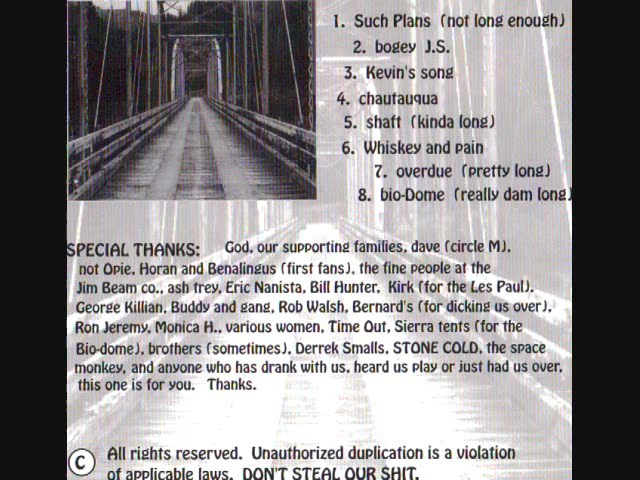 1. Such Plans (not long enough)
2. bogey J.S.
3. Kevin's song
4. chautauqua
5. shaft (kinda long)
6. Whiskey and pain
7. overdue (pretty long)
8. bio-Dome (really dam long)
SPECIAL THANKS: God, our supporting families, dave (circle M),
not Opie, Horan and Benalingus (first fans), the fine people at the
Jim Beam co., ash trey, Eric Nanista, Bill Hunter, Kirk (for the Les Paul),
George Killian, Buddy and gang, Rob Walsh, Bernard's (for dicking us over),
Ron Jeremy, Monica H., various women, Time Out, Sierra tents (for the
Bio-dome), brothers (sometimes), Derrek Smalls, STONE COLD, the space
monkey, and anyone who has drank with us, heard us play or just had us over,
this one is for you. Thanks.
© All rights reserved. Unauthorized duplication is a violation
of applicable laws. DON'T STEAL OUR SHIT.